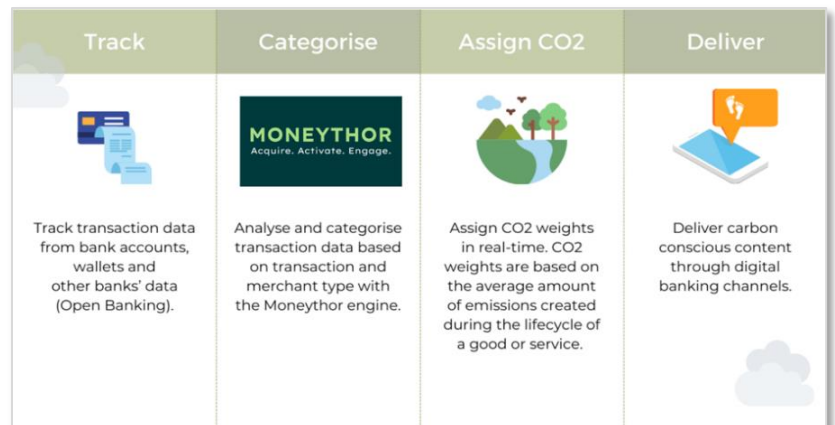 Track
Categorise
Assign CO2
Deliver
MONEYTHOR
Acquire. Activate. Engage.
Track transaction data
from bank accounts,
wallets and
other banks' data
(Open Banking).
Analyse and categorise
transaction data based
on transaction and
merchant type with
the Moneythor engine.
Assign CO2 weights
in real-time. CO2
weights are based on
the average amount
of emissions created
during the lifecycle of
a good or service.
Deliver carbon
conscious content
through digital
banking channels.